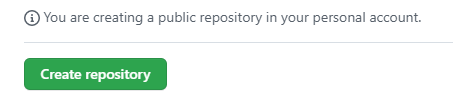 You are creating a public repository in your personal account.
Create repository